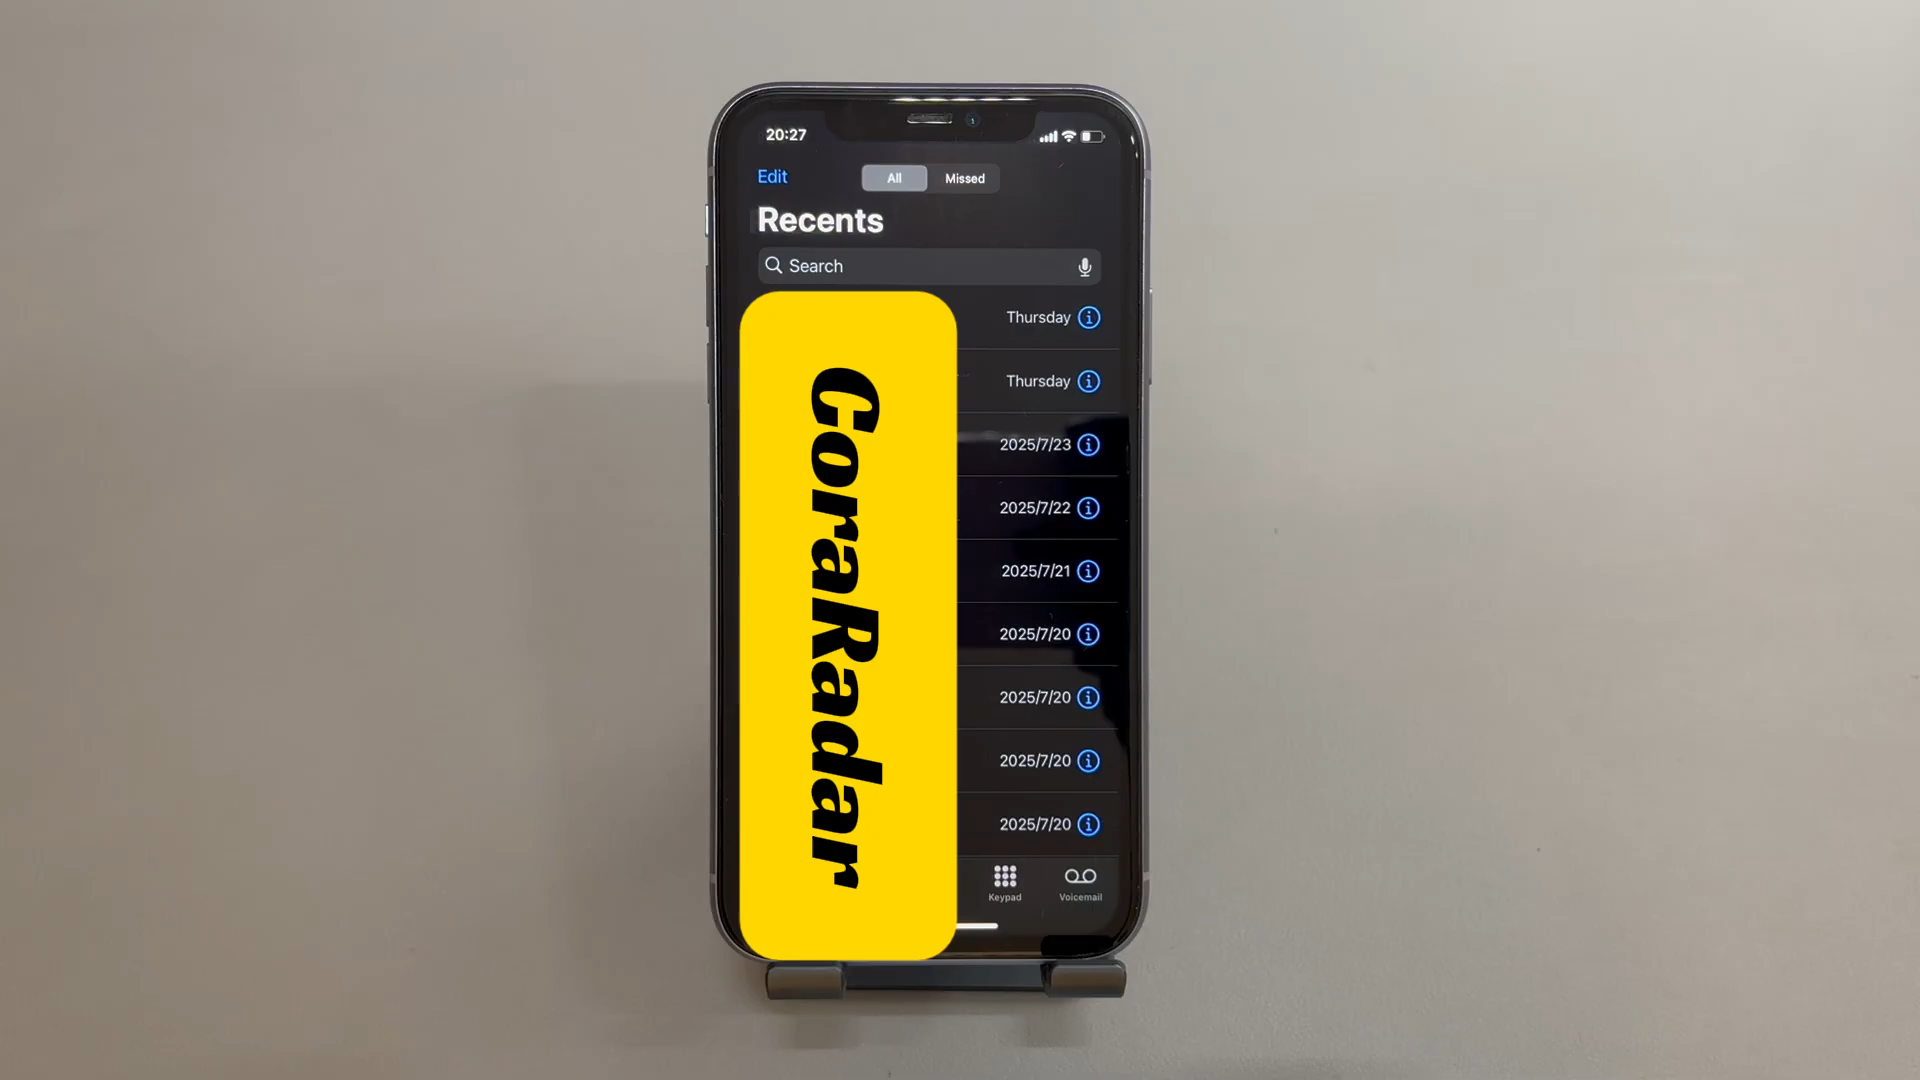 20:27
Edit
All
Missed
Recents
Search
Thursday
Thursday
2025/7/23
2025/7/22
2025/7/21
2025/7/20
2025/7/20
2025/7/20
2025/7/20
Keypad
Voicemail
CoraRadar